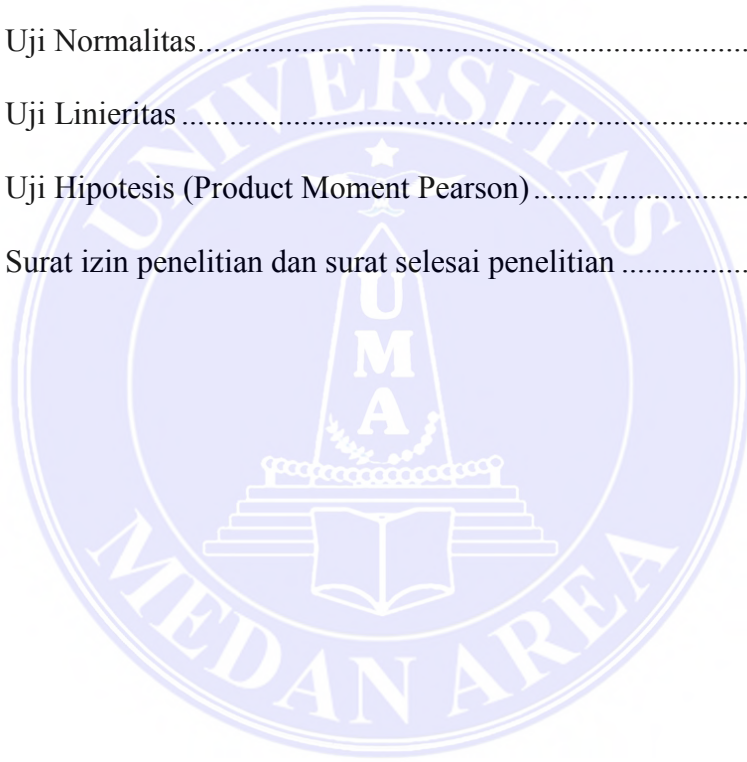 Uji Normalitas......................................................................
Uji Linieritas ........................................................................
Uji Hipotesis (Product Moment Pearson) ...........................
Surat izin penelitian dan surat selesai penelitian ................
UNIVERSITAS
UMA
MEDAN AREA